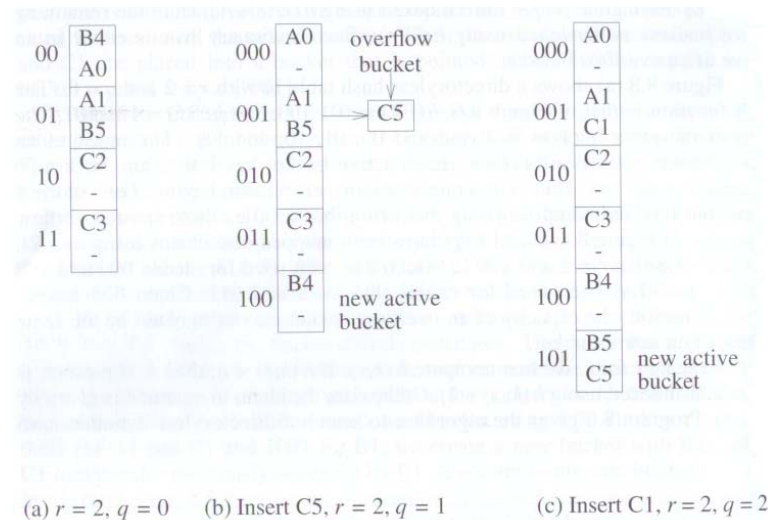 00
B4
A0
01
A1
B5
10
C2
-
11
C3
-
000
A0
-
001
A1
B5
010
C2
-
011
C3
-
100
B4
-
overflow
bucket
C5
new active
bucket
000
A0
-
001
A1
C1
010
C2
-
011
C3
-
100
B4
-
101
B5
C5
new active
bucket
(a) r = 2, q = 0 (b) Insert C5, r = 2, q = 1 (c) Insert C1, r = 2, q = 2